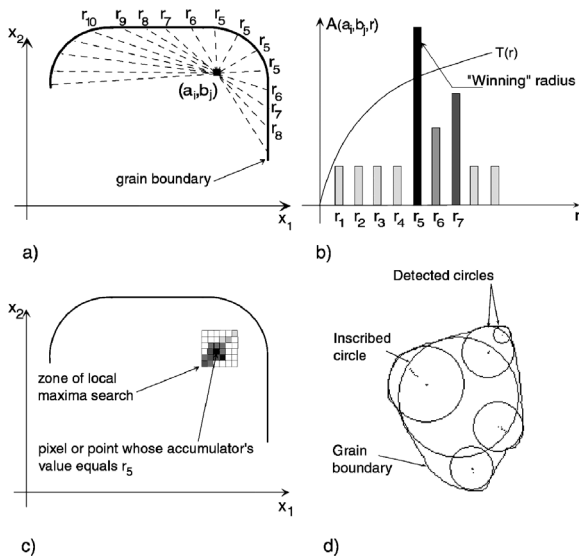 x2
r10 r9 r8 r7 r6 r5 r5
r5
r5
(ai,bj)
r6
r7
r8
grain boundary
x1
a)
A(ai,bj,r)
T(r)
"Winning" radius
r1 r2 r3 r4 r5 r6 r7
r
b)
x2
zone of local
maxima search
pixel or point whose accumulator's
value equals r5
x1
c)
Detected circles
Inscribed
circle
Grain
boundary
d)